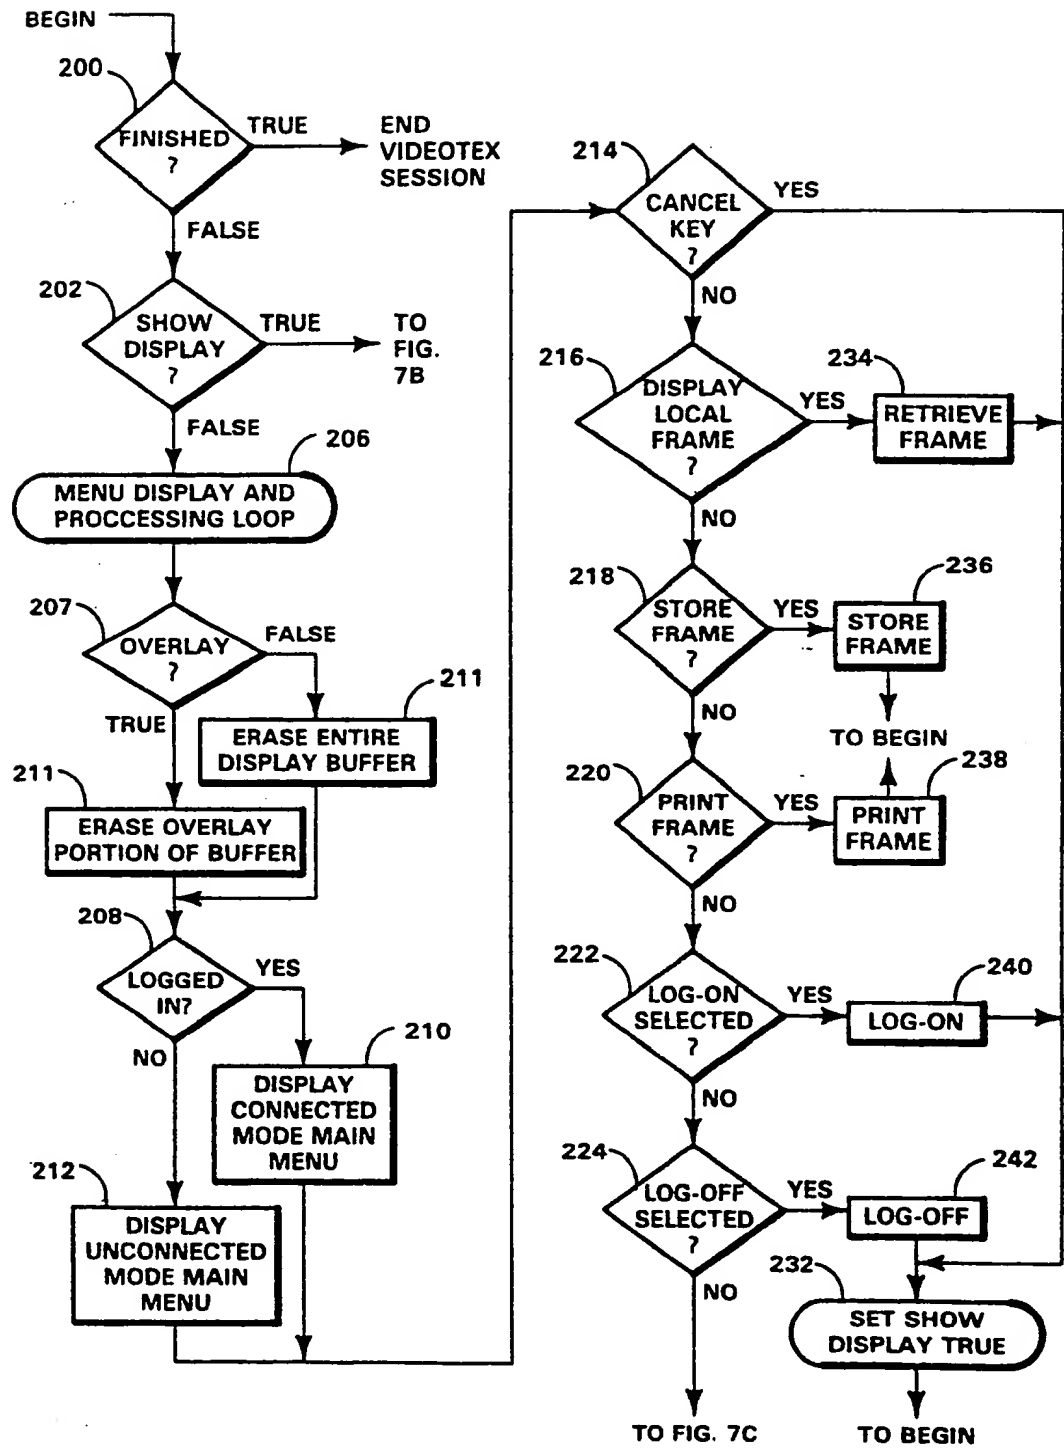 BEGIN
200
FINISHED
?
TRUE
END
VIDEOTEX
SESSION
FALSE
202
SHOW
DISPLAY
?
TRUE
TO
FIG.
7B
FALSE
206
MENU DISPLAY AND
PROCCESSING LOOP
207
OVERLAY
?
FALSE
TRUE
211
ERASE ENTIRE
DISPLAY BUFFER
211
ERASE OVERLAY
PORTION OF BUFFER
208
LOGGED
IN?
YES
NO
210
DISPLAY
CONNECTED
MODE MAIN
MENU
212
DISPLAY
UNCONNECTED
MODE MAIN
MENU
214
CANCEL
KEY
?
YES
NO
216
DISPLAY
LOCAL
FRAME
?
YES
234
RETRIEVE
FRAME
NO
218
STORE
FRAME
?
YES
236
STORE
FRAME
NO
TO BEGIN
220
PRINT
FRAME
?
YES
238
PRINT
FRAME
NO
222
LOG-ON
SELECTED
?
YES
240
LOG-ON
NO
224
LOG-OFF
SELECTED
?
YES
242
LOG-OFF
NO
232
SET SHOW
DISPLAY TRUE
TO FIG. 7C
TO BEGIN